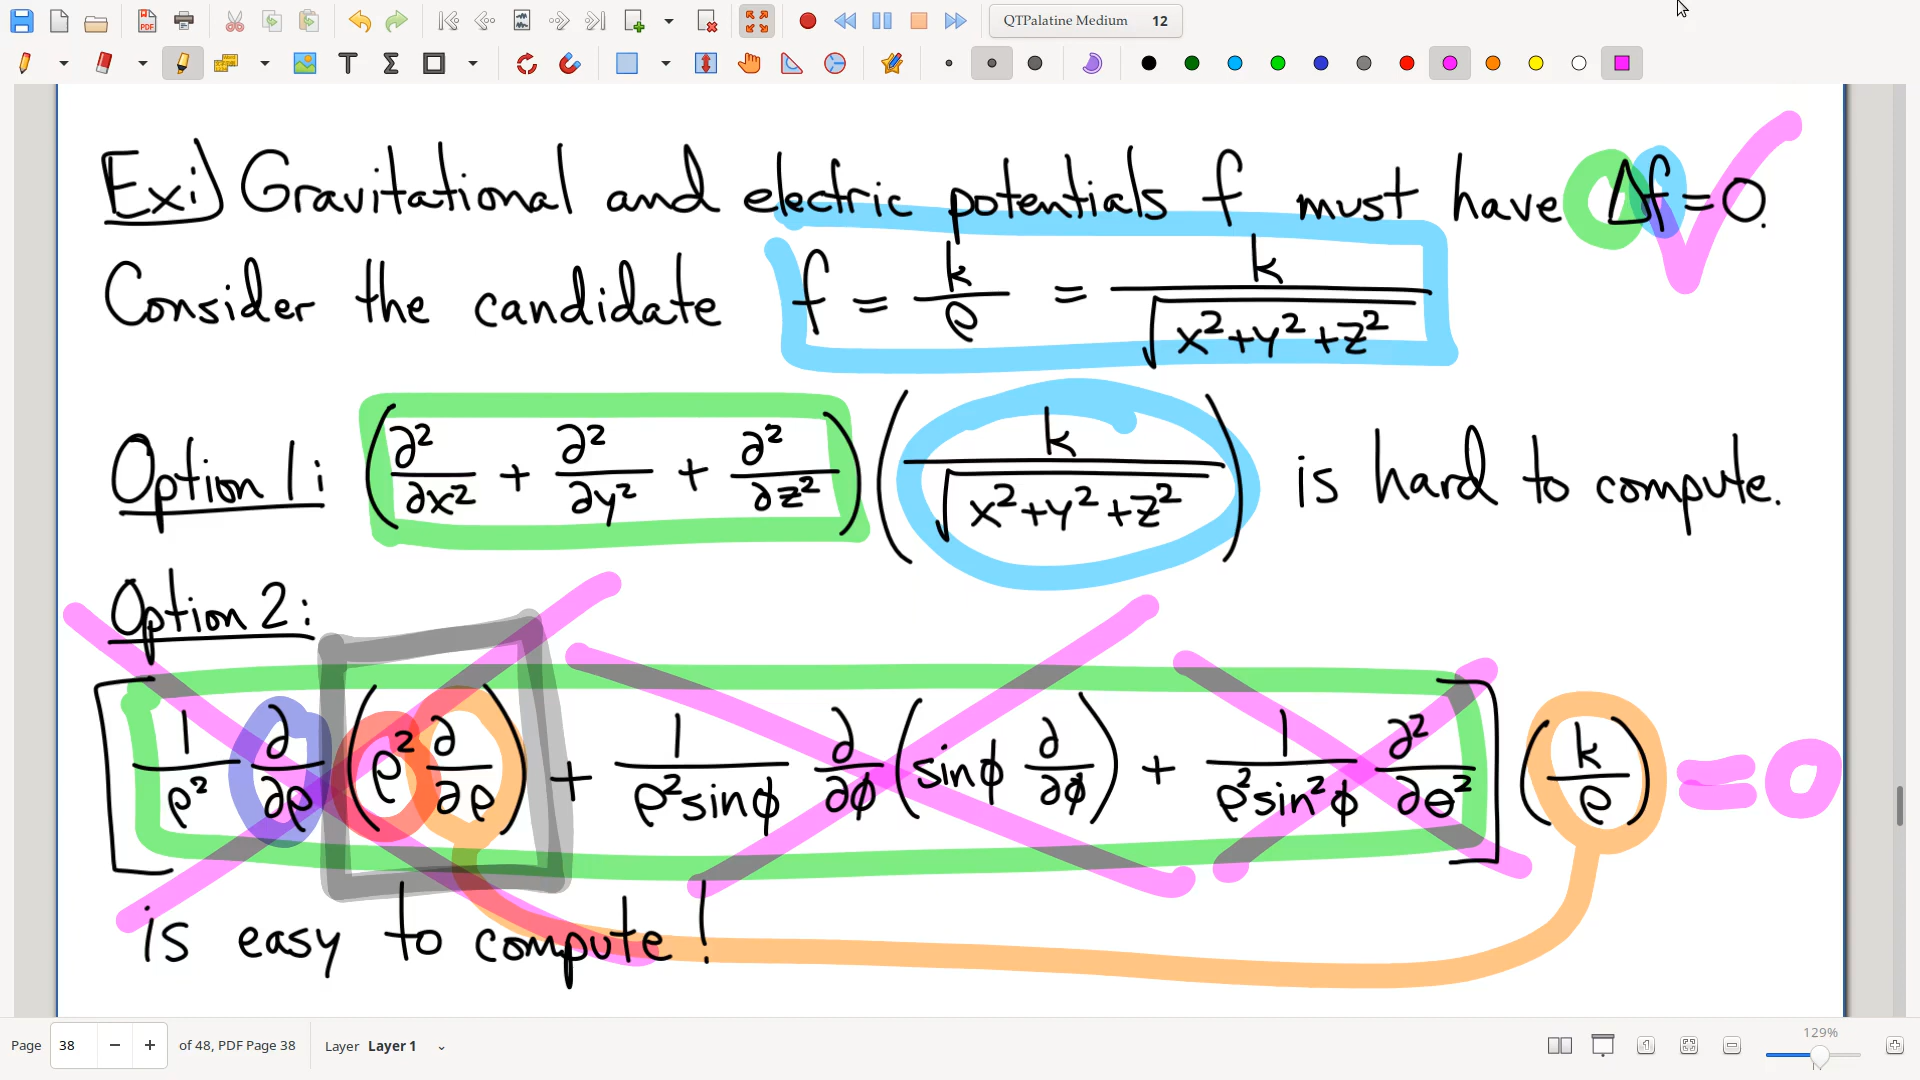 QTPalatine Medium 12
Ex:) Gravitational and electric potentials f must have Δf = 0.
Consider the candidate f = k/ρ = k/√(x²+y²+z²)
Option 1: (∂²/∂x² + ∂²/∂y² + ∂²/∂z²)(k/√(x²+y²+z²)) is hard to compute.
Option 2:
[1/ρ² ∂/∂ρ (ρ² ∂/∂ρ) + 1/(ρ² sinφ) ∂/∂φ (sinφ ∂/∂φ) + 1/(ρ² sin²φ) ∂²/∂θ²] (k/ρ) = 0
is easy to compute!
129%
Page 38 − + of 48, PDF Page 38 Layer Layer 1